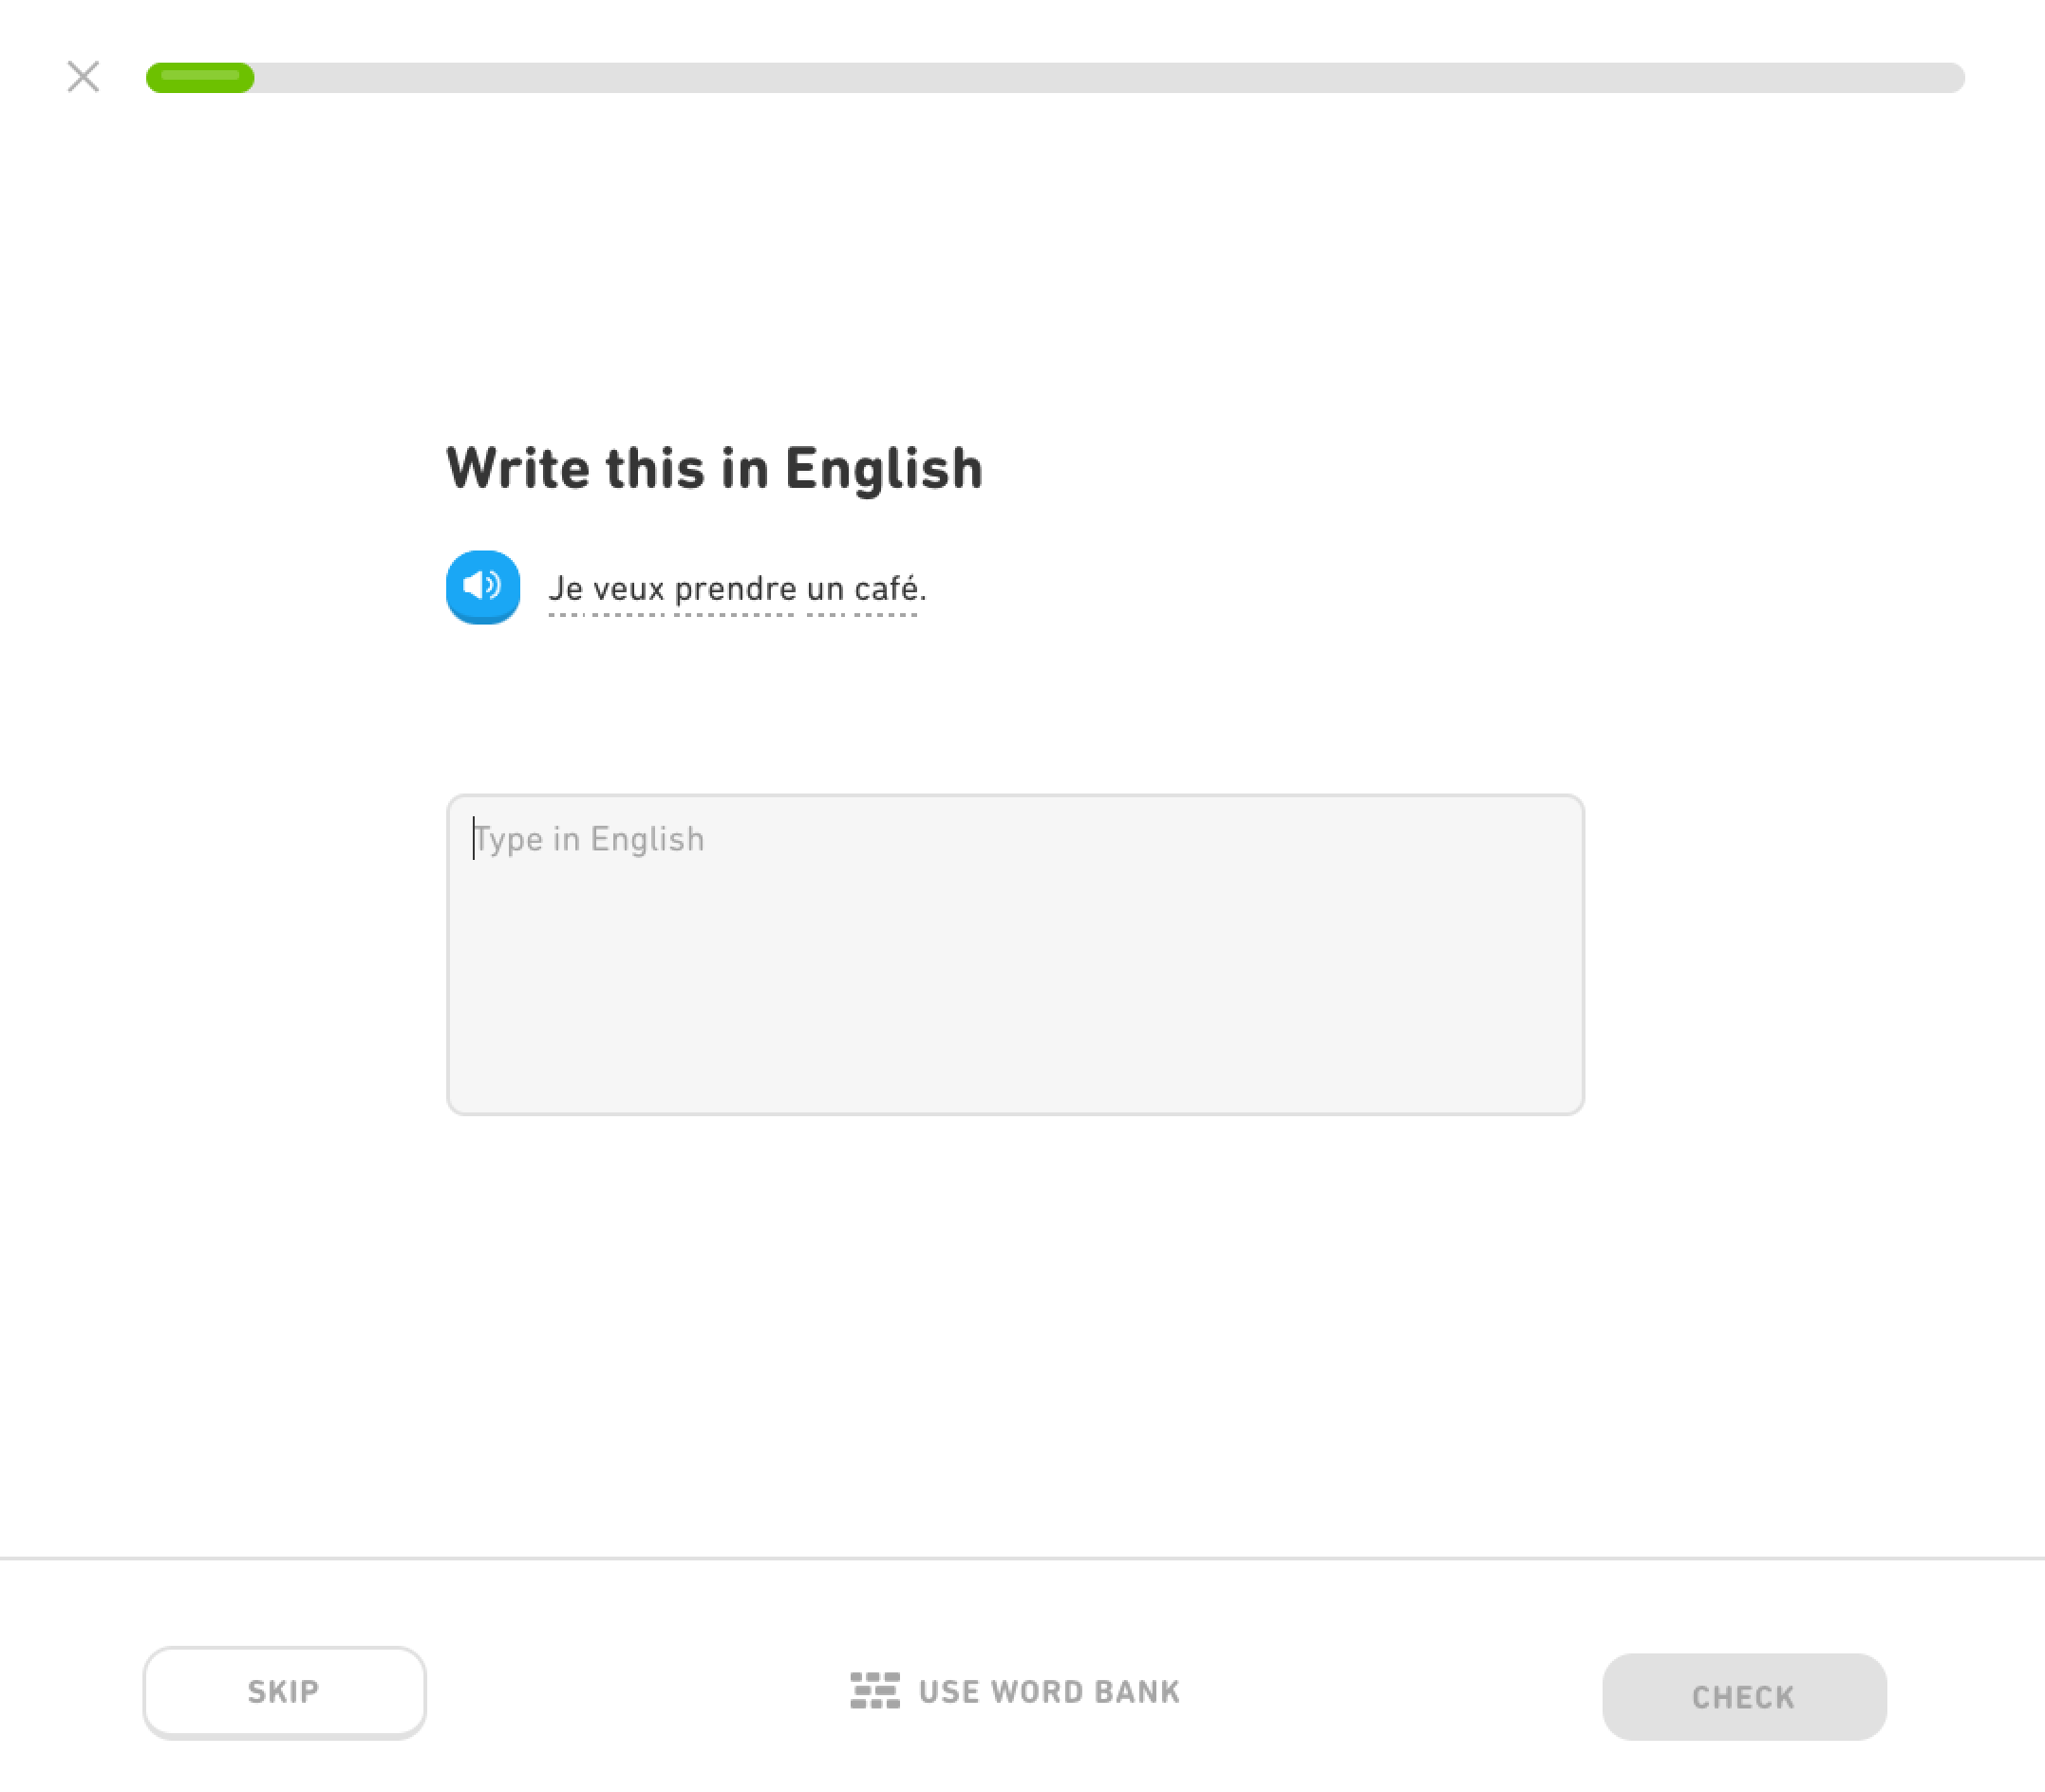 Write this in English
Je veux prendre un café.
Type in English
SKIP
USE WORD BANK
CHECK